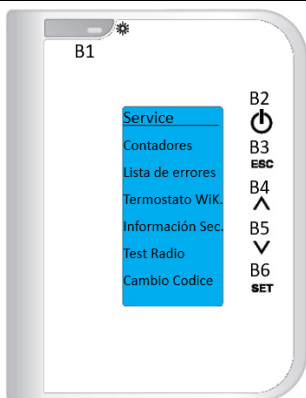 B1
Service
Contadores
Lista de errores
Termostato WiK.
Información Sec.
Test Radio
Cambio Codice
B2
B3
ESC
B4
B5
B6
SET